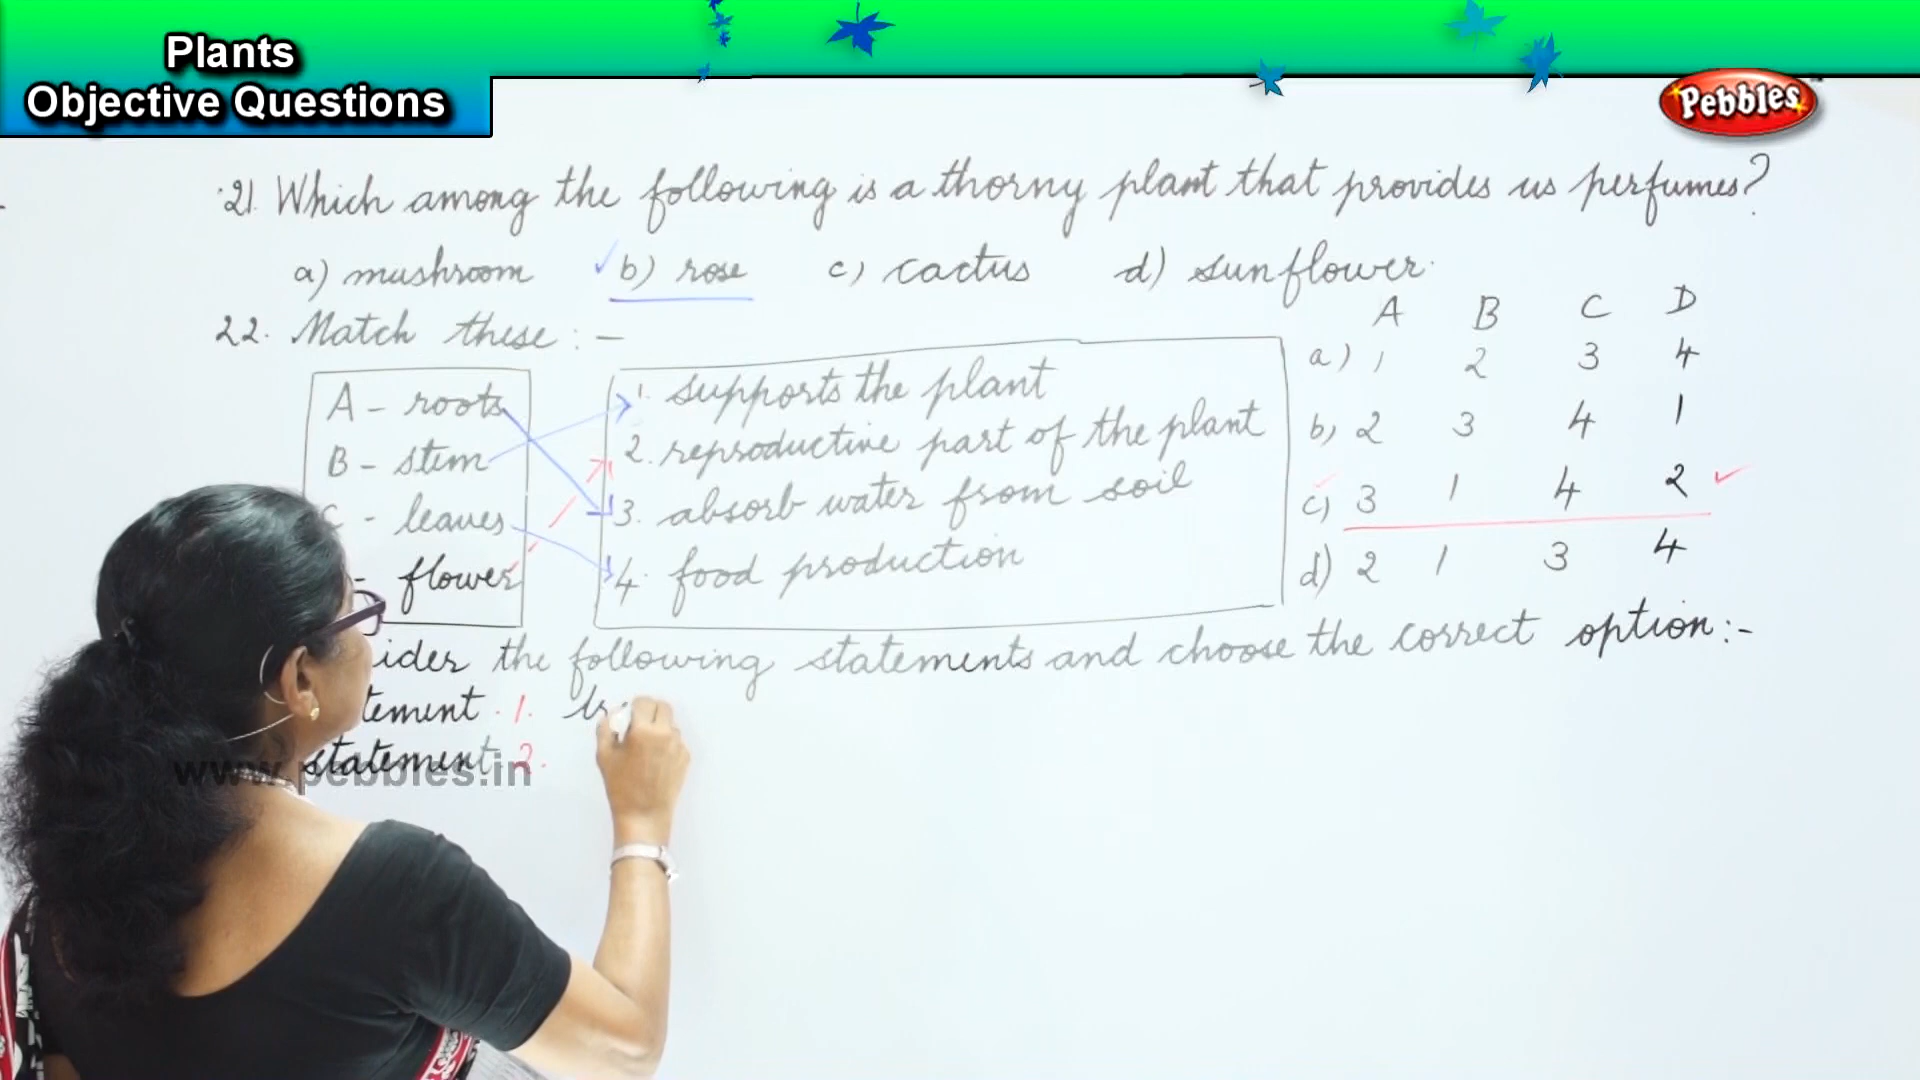 Plants
Objective Questions
Pebbles
21. Which among the following is a thorny plant that provides us perfumes?
a) mushroom b) rose c) cactus d) sunflower
22. Match these :-
A - roots
B - stem
- leaves
- flower
1. supports the plant
2. reproductive part of the plant
3. absorb water from soil
4. food production
A B C D
a) 1 2 3 4
b) 2 3 4 1
c) 3 1 4 2
d) 2 1 3 4
ider the following statements and choose the correct option :-
tement 1.
statement 2.
www.pebbles.in